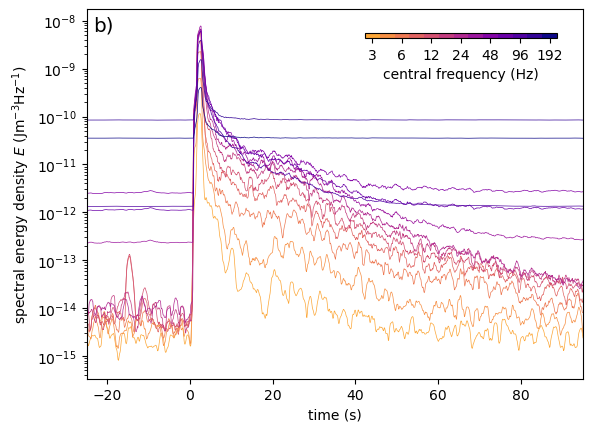 b)
3 6 12 24 48 96 192
central frequency (Hz)
spectral energy density E (Jm⁻³Hz⁻¹)
10⁻⁸
10⁻⁹
10⁻¹⁰
10⁻¹¹
10⁻¹²
10⁻¹³
10⁻¹⁴
10⁻¹⁵
−20 0 20 40 60 80
time (s)